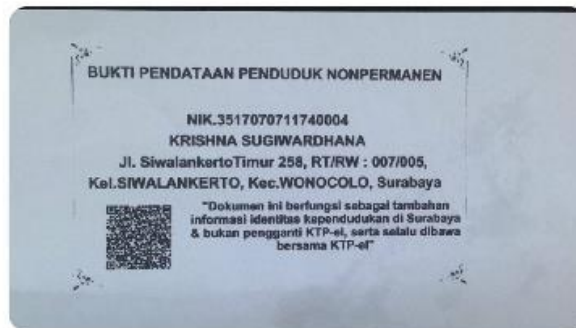 BUKTI PENDATAAN PENDUDUK NONPERMANEN
NIK.3517070711740004
KRISHNA SUGIWARDHANA
Jl. SiwalankertoTimur 258, RT/RW : 007/005,
Kel.SIWALANKERTO, Kec.WONOCOLO, Surabaya
"Dokumen ini berfungsi sebagai tambahan
informasi identitas kependudukan di Surabaya
& bukan pengganti KTP-el, serta selalu dibawa
bersama KTP-el"